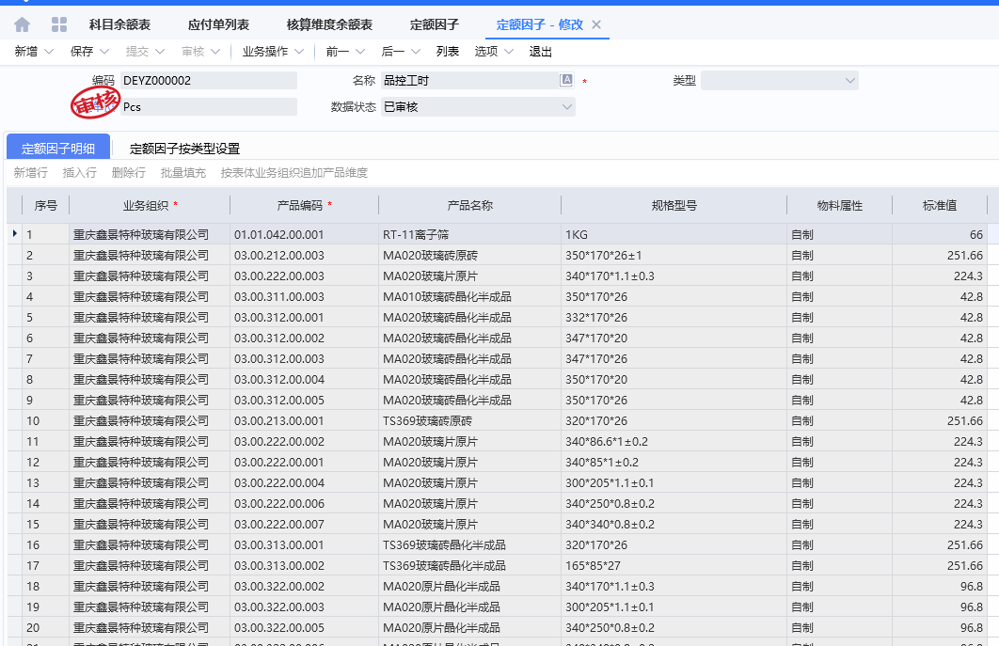 科目余额表 应付单列表 核算维度余额表 定额因子 定额因子 - 修改
新增 保存 提交 审核 业务操作 前一 后一 列表 选项 退出
编码 DEYZ000002 名称 品控工时 A * 类型
审核 Pcs 数据状态 已审核
定额因子明细 定额因子按类型设置
新增行 插入行 删除行 批量填充 按表体业务组织追加产品维度
序号 业务组织 * 产品编码 * 产品名称 规格型号 物料属性 标准值
1 重庆鑫景特种玻璃有限公司 01.01.042.00.001 RT-11离子筛 1KG 自制 66
2 重庆鑫景特种玻璃有限公司 03.00.212.00.003 MA020玻璃砖原砖 350*170*26±1 自制 251.66
3 重庆鑫景特种玻璃有限公司 03.00.222.00.003 MA020玻璃片原片 340*170*1.1±0.3 自制 224.3
4 重庆鑫景特种玻璃有限公司 03.00.311.00.003 MA010玻璃砖晶化半成品 350*170*26 自制 42.8
5 重庆鑫景特种玻璃有限公司 03.00.312.00.001 MA020玻璃砖晶化半成品 332*170*26 自制 42.8
6 重庆鑫景特种玻璃有限公司 03.00.312.00.002 MA020玻璃砖晶化半成品 347*170*20 自制 42.8
7 重庆鑫景特种玻璃有限公司 03.00.312.00.003 MA020玻璃砖晶化半成品 347*170*26 自制 42.8
8 重庆鑫景特种玻璃有限公司 03.00.312.00.004 MA020玻璃砖晶化半成品 350*170*20 自制 42.8
9 重庆鑫景特种玻璃有限公司 03.00.312.00.005 MA020玻璃砖晶化半成品 350*170*26 自制 42.8
10 重庆鑫景特种玻璃有限公司 03.00.213.00.001 TS369玻璃砖原砖 320*170*26 自制 251.66
11 重庆鑫景特种玻璃有限公司 03.00.222.00.002 MA020玻璃片原片 340*86.6*1±0.2 自制 224.3
12 重庆鑫景特种玻璃有限公司 03.00.222.00.001 MA020玻璃片原片 340*85*1±0.2 自制 224.3
13 重庆鑫景特种玻璃有限公司 03.00.222.00.004 MA020玻璃片原片 300*205*1.1±0.1 自制 224.3
14 重庆鑫景特种玻璃有限公司 03.00.222.00.006 MA020玻璃片原片 340*250*0.8±0.2 自制 224.3
15 重庆鑫景特种玻璃有限公司 03.00.222.00.007 MA020玻璃片原片 340*340*0.8±0.2 自制 224.3
16 重庆鑫景特种玻璃有限公司 03.00.313.00.001 TS369玻璃砖晶化半成品 320*170*26 自制 251.66
17 重庆鑫景特种玻璃有限公司 03.00.313.00.002 TS369玻璃砖晶化半成品 165*85*27 自制 251.66
18 重庆鑫景特种玻璃有限公司 03.00.322.00.002 MA020原片晶化半成品 340*170*1.1±0.3 自制 96.8
19 重庆鑫景特种玻璃有限公司 03.00.322.00.003 MA020原片晶化半成品 300*205*1.1±0.1 自制 96.8
20 重庆鑫景特种玻璃有限公司 03.00.322.00.005 MA020原片晶化半成品 340*250*0.8±0.2 自制 96.8